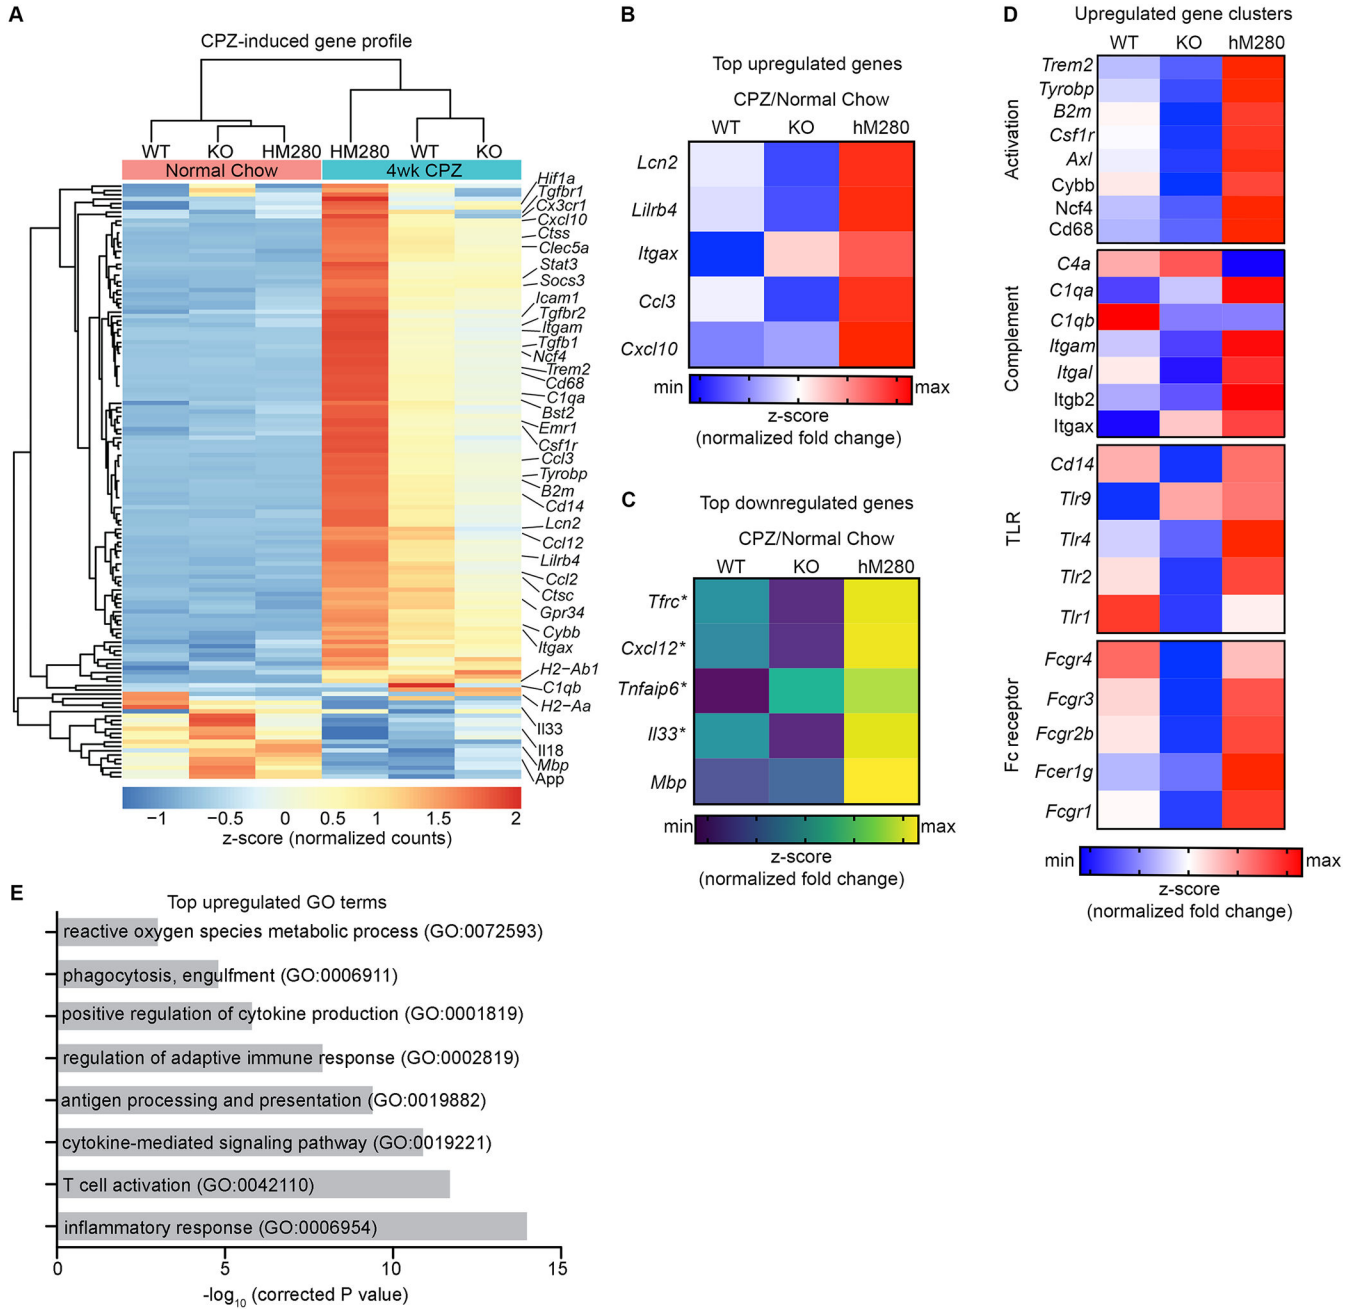 A
CPZ-induced gene profile
WT
KO
HM280
HM280
WT
KO
Normal Chow
4wk CPZ
Hif1a
Tgfbr1
Cx3cr1
Cxcl10
Ctss
Clec5a
Stat3
Socs3
Icam1
Tgfbr2
Itgam
Tgfb1
Ncf4
Trem2
Cd68
C1qa
Bst2
Emr1
Csf1r
Ccl3
Tyrobp
B2m
Cd14
Lcn2
Ccl12
Lilrb4
Ccl2
Ctsc
Gpr34
Cybb
Itgax
H2−Ab1
C1qb
H2−Aa
Il33
Il18
Mbp
App
−1 −0.5 0 0.5 1 1.5 2
z-score (normalized counts)
B
Top upregulated genes
CPZ/Normal Chow
WT KO hM280
Lcn2
Lilrb4
Itgax
Ccl3
Cxcl10
min max
z-score
(normalized fold change)
C
Top downregulated genes
CPZ/Normal Chow
WT KO hM280
Tfrc*
Cxcl12*
Tnfaip6*
Il33*
Mbp
min max
z-score
(normalized fold change)
D
Upregulated gene clusters
WT KO hM280
Activation
Trem2
Tyrobp
B2m
Csf1r
Axl
Cybb
Ncf4
Cd68
Complement
C4a
C1qa
C1qb
Itgam
Itgal
Itgb2
Itgax
TLR
Cd14
Tlr9
Tlr4
Tlr2
Tlr1
Fc receptor
Fcgr4
Fcgr3
Fcgr2b
Fcer1g
Fcgr1
min max
z-score
(normalized fold change)
E
Top upregulated GO terms
reactive oxygen species metabolic process (GO:0072593)
phagocytosis, engulfment (GO:0006911)
positive regulation of cytokine production (GO:0001819)
regulation of adaptive immune response (GO:0002819)
antigen processing and presentation (GO:0019882)
cytokine-mediated signaling pathway (GO:0019221)
T cell activation (GO:0042110)
inflammatory response (GO:0006954)
0 5 10 15
-log10 (corrected P value)